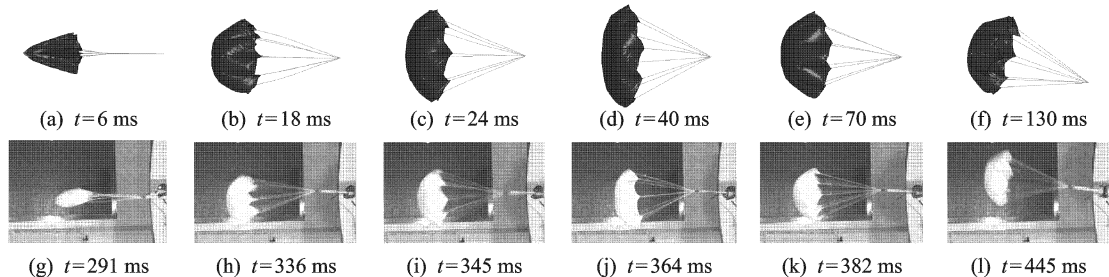 (a) t=6 ms (b) t=18 ms (c) t=24 ms (d) t=40 ms (e) t=70 ms (f) t=130 ms
(g) t=291 ms (h) t=336 ms (i) t=345 ms (j) t=364 ms (k) t=382 ms (l) t=445 ms